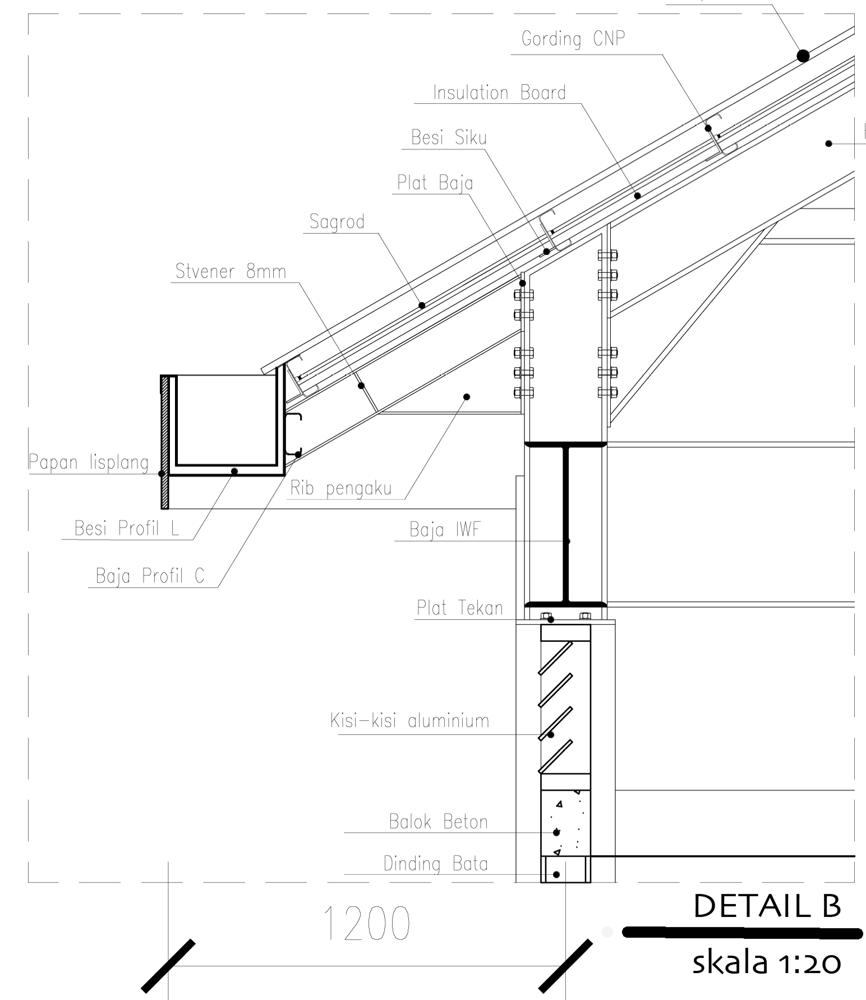 Gording CNP
Insulation Board
Besi Siku
Plat Baja
Sagrod
Stvener 8mm
Papan lisplang
Rib pengaku
Besi Profil L
Baja IWF
Baja Profil C
Plat Tekan
Kisi-kisi aluminium
Balok Beton
Dinding Bata
1200
DETAIL B
skala 1:20